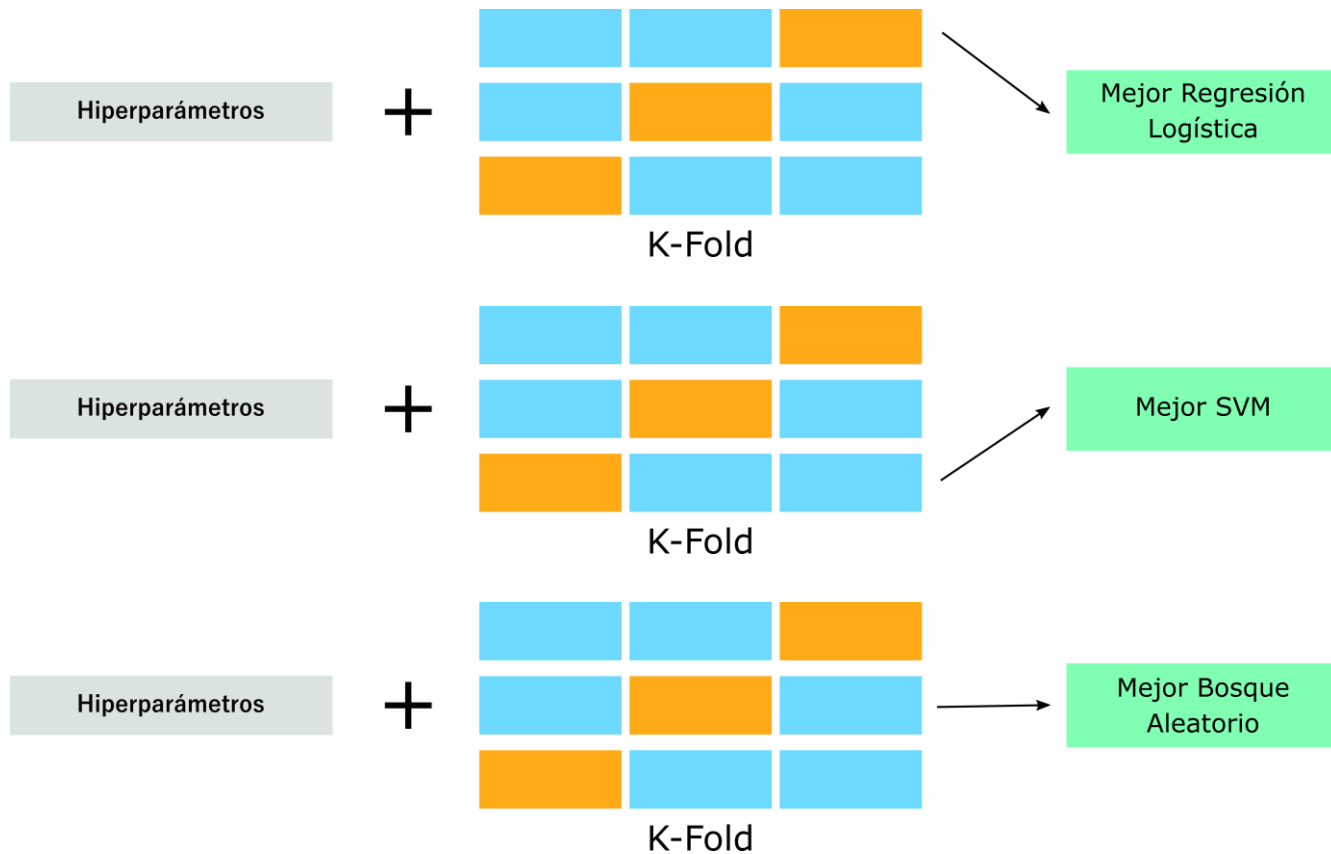 Hiperparámetros
Mejor Regresión
Logística
K-Fold
Hiperparámetros
Mejor SVM
K-Fold
Hiperparámetros
Mejor Bosque
Aleatorio
K-Fold